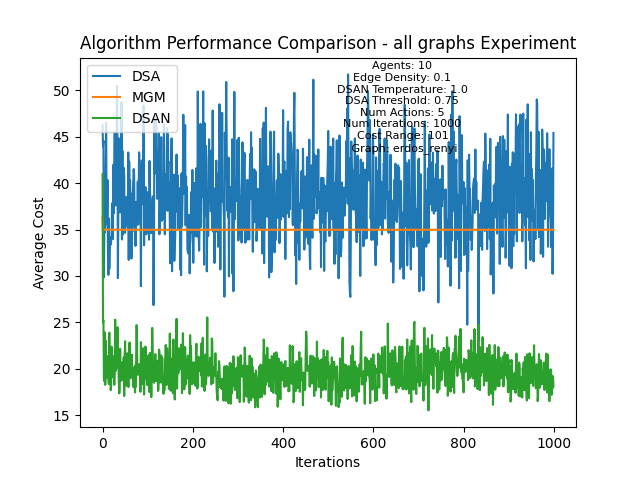 Algorithm Performance Comparison - all graphs Experiment
DSA
MGM
DSAN
Agents: 10
Edge Density: 0.1
DSAN Temperature: 1.0
DSA Threshold: 0.75
Num Actions: 5
Num Iterations: 1000
Cost Range: 101
Graph: erdos_renyi
Average Cost
50
45
40
35
30
25
20
15
0
200
400
600
800
1000
Iterations